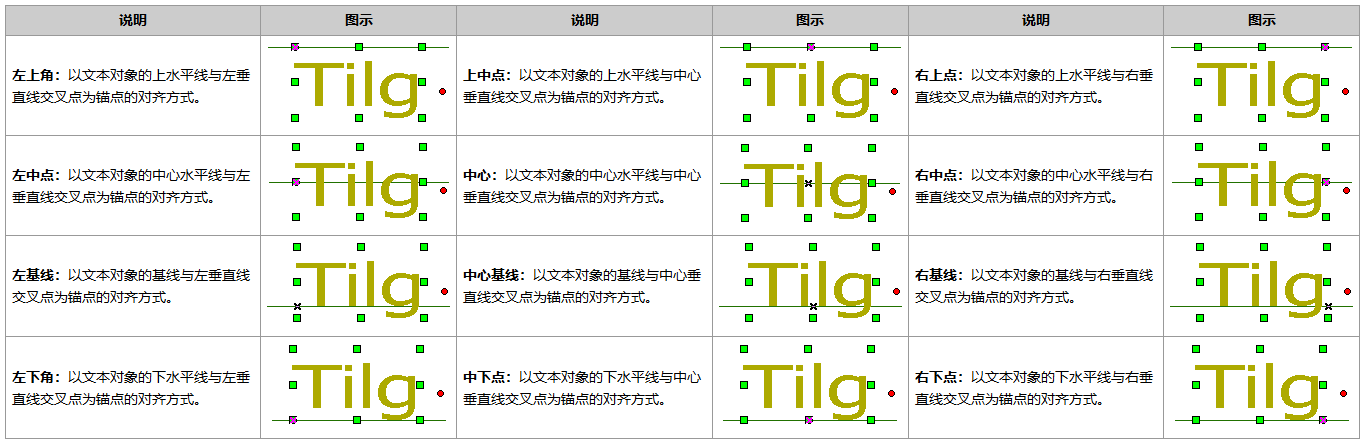 说明 图示 说明 图示 说明 图示
左上角：以文本对象的上水平线与左垂
直线交叉点为锚点的对齐方式。
Tilg
上中点：以文本对象的上水平线与中心
垂直线交叉点为锚点的对齐方式。
Tilg
右上点：以文本对象的上水平线与右垂
直线交叉点为锚点的对齐方式。
Tilg
左中点：以文本对象的中心水平线与左
垂直线交叉点为锚点的对齐方式。
Tilg
中心：以文本对象的中心水平线与中心
垂直线交叉点为锚点的对齐方式。
Tilg
右中点：以文本对象的中心水平线与右
垂直线交叉点为锚点的对齐方式。
Tilg
左基线：以文本对象的基线与左垂直线
交叉点为锚点的对齐方式。
Tilg
中心基线：以文本对象的基线与中心垂
直线交叉点为锚点的对齐方式。
Tilg
右基线：以文本对象的基线与右垂直线
交叉点为锚点的对齐方式。
Tilg
左下角：以文本对象的下水平线与左垂
直线交叉点为锚点的对齐方式。
Tilg
中下点：以文本对象的下水平线与中心
垂直线交叉点为锚点的对齐方式。
Tilg
右下点：以文本对象的下水平线与右垂
直线交叉点为锚点的对齐方式。
Tilg